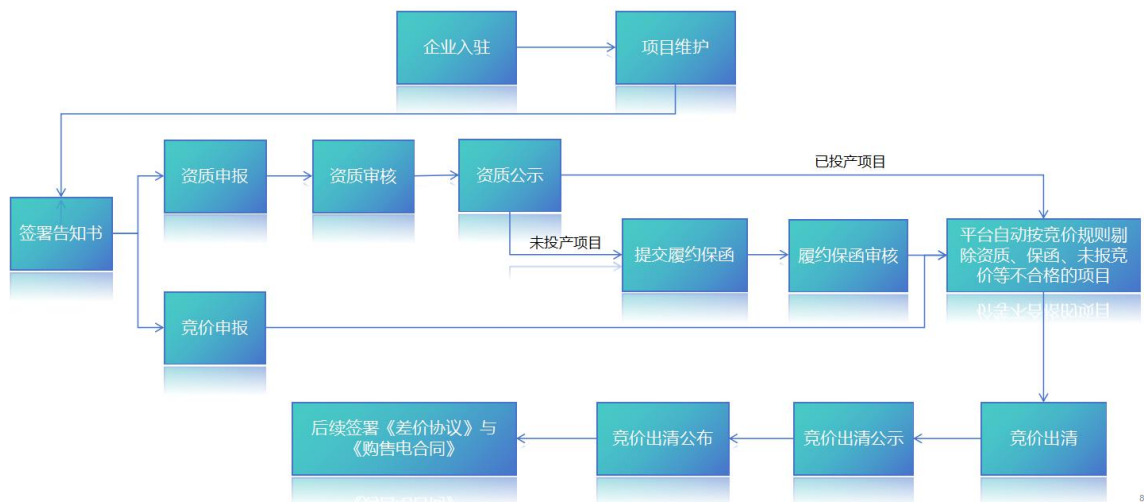 企业入驻
项目维护
资质申报
资质审核
资质公示
已投产项目
签署告知书
未投产项目
提交履约保函
履约保函审核
平台自动按竞价规则剔
除资质、保函、未报竞
价等不合格的项目
竞价申报
后续签署《差价协议》与
《购售电合同》
竞价出清公布
竞价出清公示
竞价出清
8